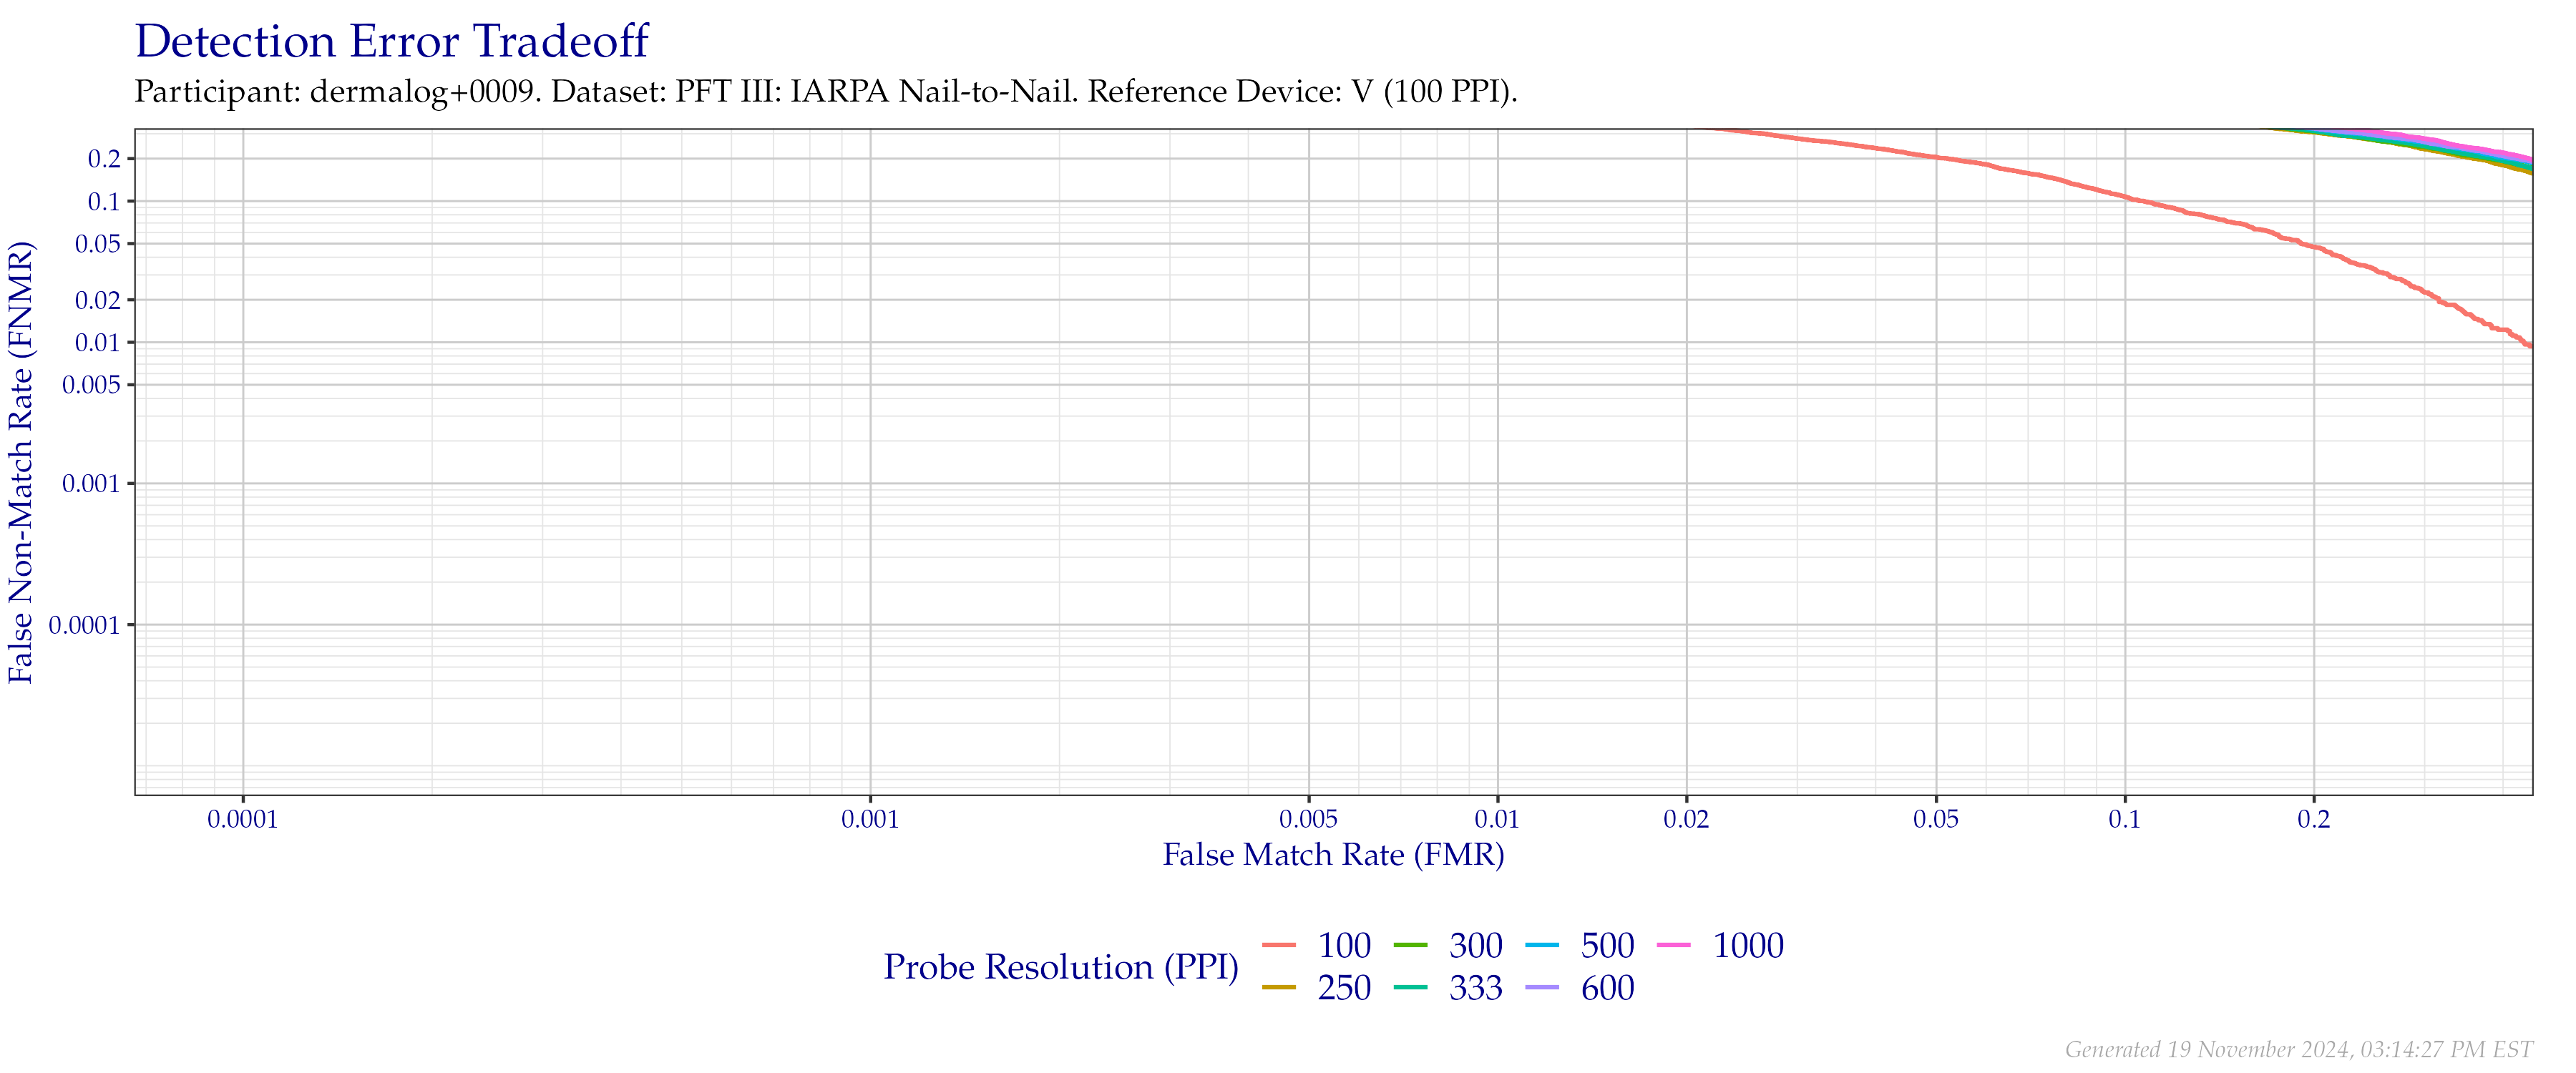 Detection Error Tradeoff
Participant: dermalog+0009. Dataset: PFT III: IARPA Nail-to-Nail. Reference Device: V (100 PPI).
False Non-Match Rate (FNMR)
0.2
0.1
0.05
0.02
0.01
0.005
0.001
0.0001
0.0001 0.001 0.005 0.01 0.02 0.05 0.1 0.2
False Match Rate (FMR)
Probe Resolution (PPI)
100 300 500 1000
250 333 600
Generated 19 November 2024, 03:14:27 PM EST